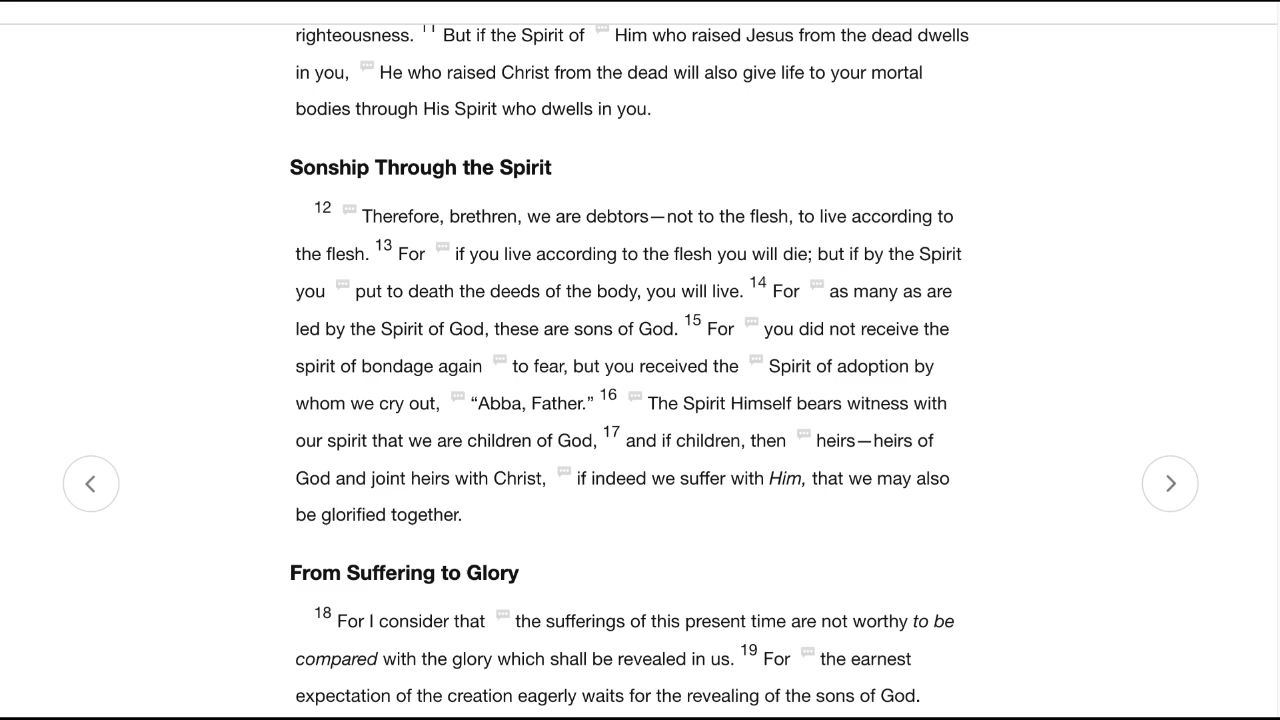 righteousness. 11 But if the Spirit of Him who raised Jesus from the dead dwells
in you, He who raised Christ from the dead will also give life to your mortal
bodies through His Spirit who dwells in you.
Sonship Through the Spirit
12 Therefore, brethren, we are debtors—not to the flesh, to live according to
the flesh. 13 For if you live according to the flesh you will die; but if by the Spirit
you put to death the deeds of the body, you will live. 14 For as many as are
led by the Spirit of God, these are sons of God. 15 For you did not receive the
spirit of bondage again to fear, but you received the Spirit of adoption by
whom we cry out, “Abba, Father.” 16 The Spirit Himself bears witness with
our spirit that we are children of God, 17 and if children, then heirs—heirs of
God and joint heirs with Christ, if indeed we suffer with Him, that we may also
be glorified together.
From Suffering to Glory
18 For I consider that the sufferings of this present time are not worthy to be
compared with the glory which shall be revealed in us. 19 For the earnest
expectation of the creation eagerly waits for the revealing of the sons of God.